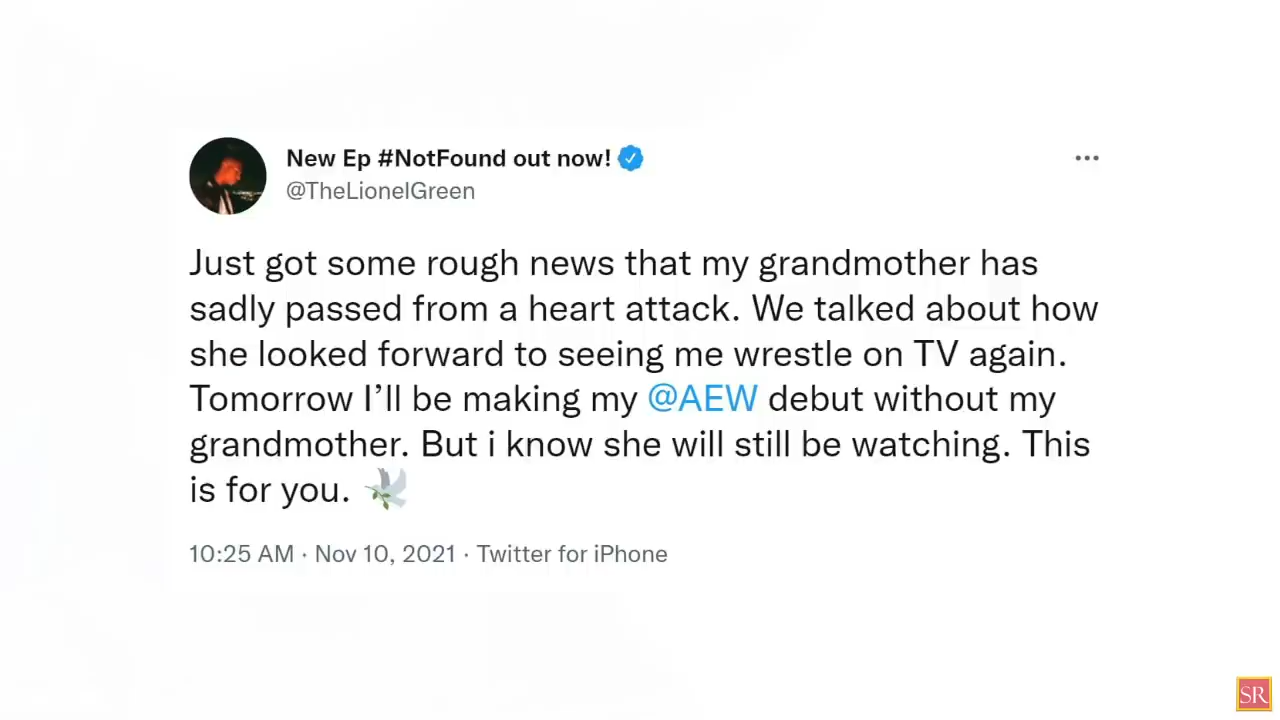 New Ep #NotFound out now!
@TheLionelGreen
Just got some rough news that my grandmother has
sadly passed from a heart attack. We talked about how
she looked forward to seeing me wrestle on TV again.
Tomorrow I’ll be making my @AEW debut without my
grandmother. But i know she will still be watching. This
is for you. 🕊️
10:25 AM · Nov 10, 2021 · Twitter for iPhone
SR